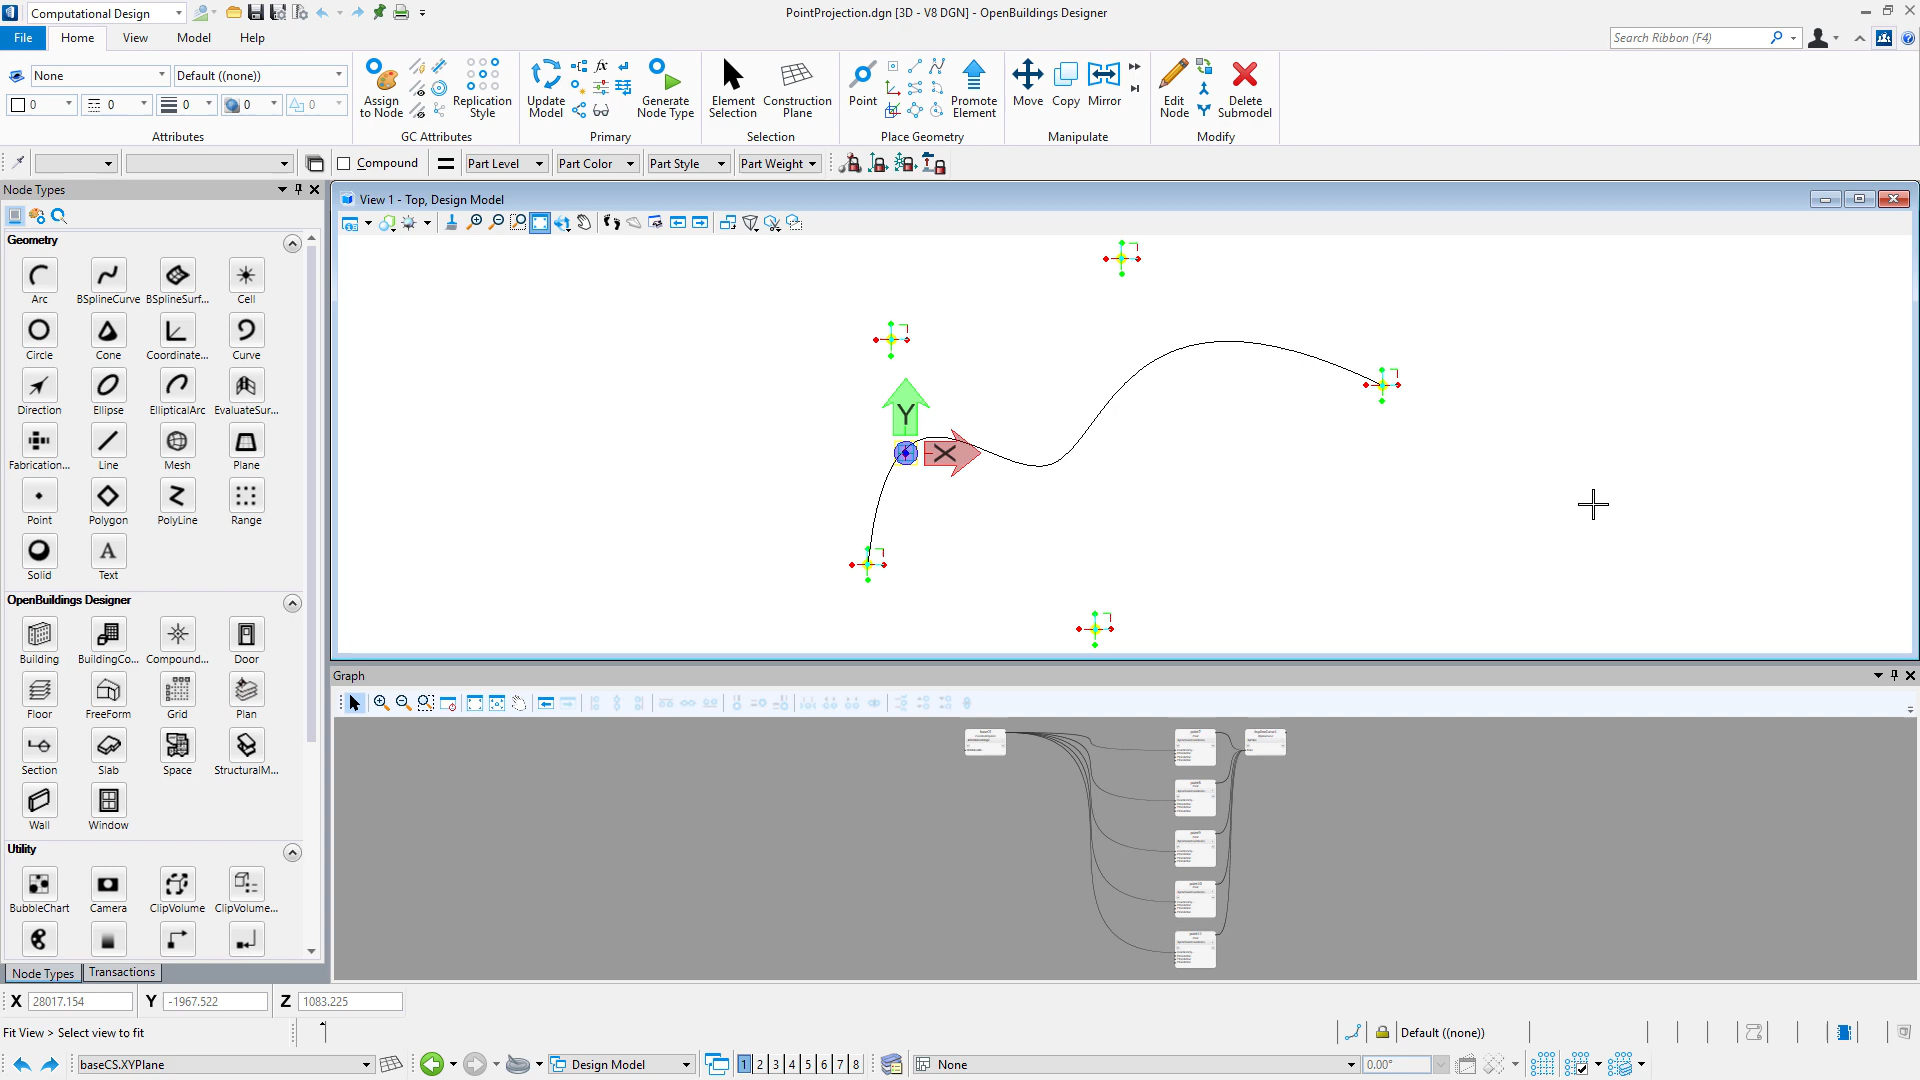 Computational Design
PointProjection.dgn [3D - V8 DGN] - OpenBuildings Designer
File Home View Model Help
Search Ribbon (F4)
None Default ((none))
0 0 0 0 0
Attributes
Assign to Node
Replication Style
GC Attributes
fx
Update Model
Generate Node Type
Primary
Element Selection
Construction Plane
Selection
Point
Promote Element
Place Geometry
Move Copy Mirror
Manipulate
Edit Node
Delete Submodel
Modify
Compound
Part Level Part Color Part Style Part Weight
Node Types
Geometry
Arc BSplineCurve BSplineSurf... Cell
Circle Cone Coordinate... Curve
Direction Ellipse EllipticalArc EvaluateSur...
Fabrication... Line Mesh Plane
Point Polygon PolyLine Range
Solid Text
OpenBuildings Designer
Building BuildingCo... Compound... Door
Floor FreeForm Grid Plan
Section Slab Space StructuralM...
Wall Window
Utility
BubbleChart Camera ClipVolume ClipVolume...
Node Types Transactions
View 1 - Top, Design Model
Y
X
Graph
X 28017.154 Y -1967.522 Z 1083.225
Fit View > Select view to fit
Default ((none))
baseCS.XYPlane
Design Model
1 2 3 4 5 6 7 8
None
0.00°